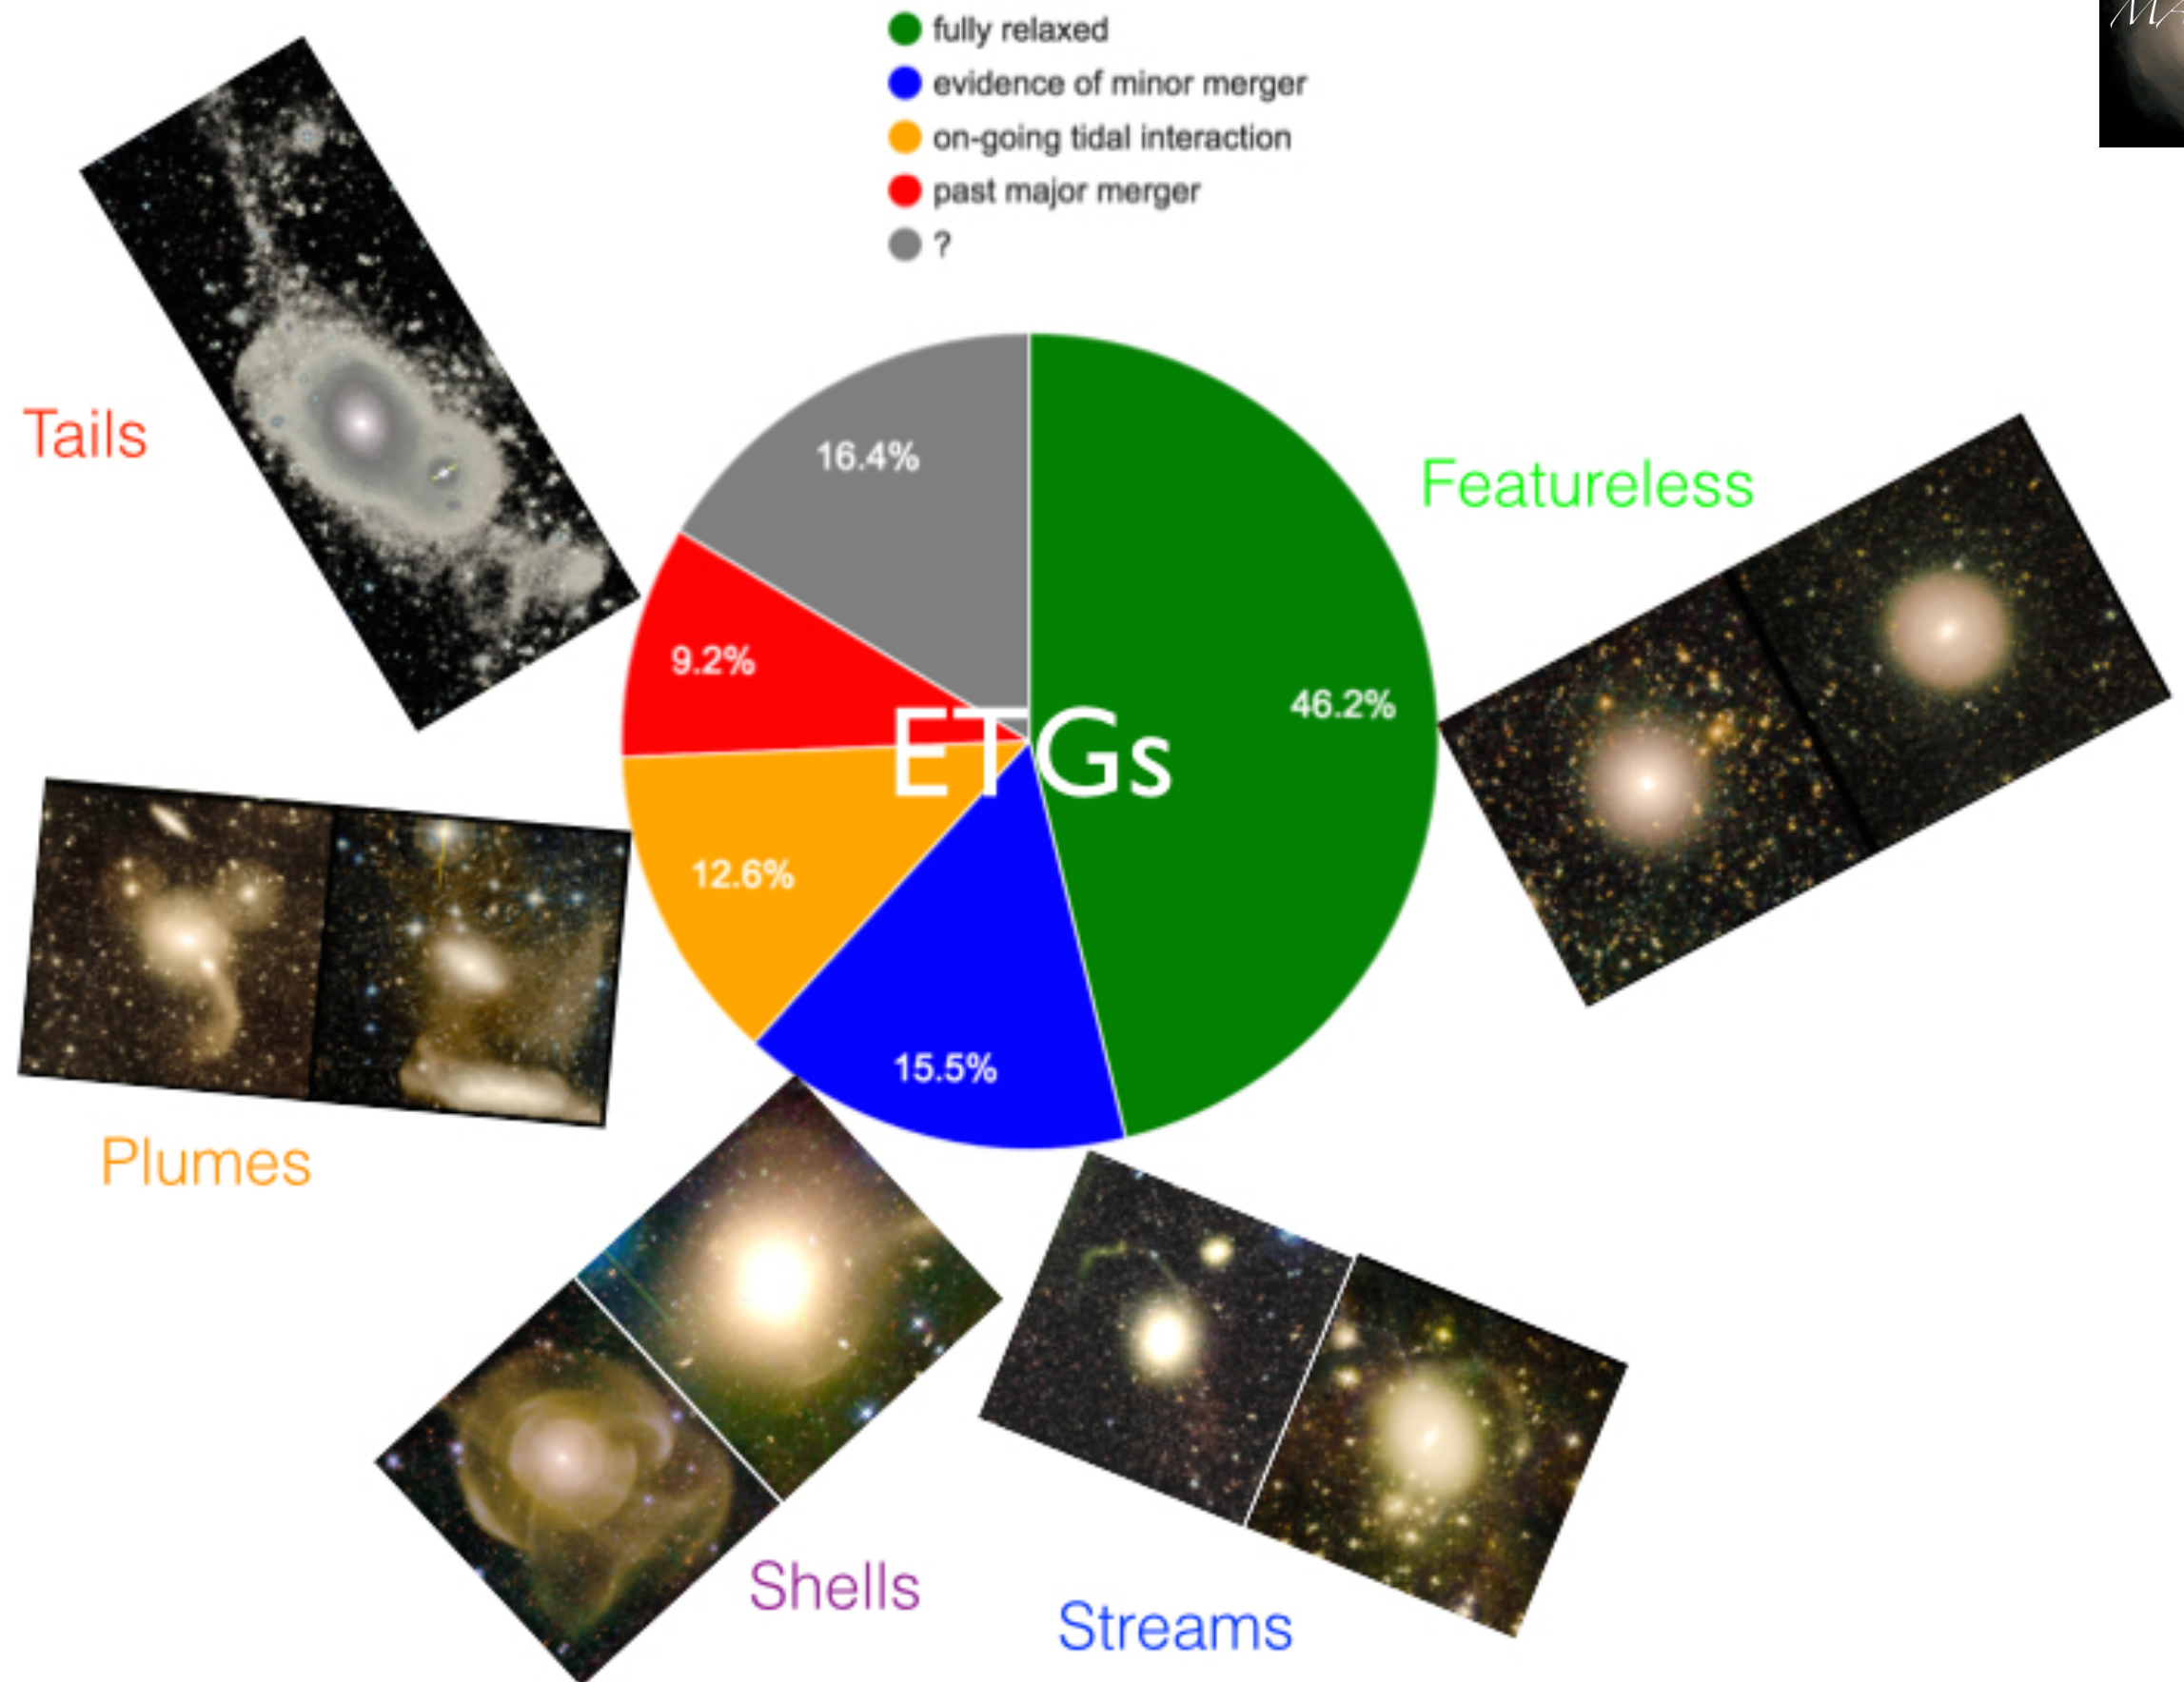 fully relaxed
evidence of minor merger
on-going tidal interaction
past major merger
?
Tails
Featureless
16.4%
9.2%
46.2%
ETGs
12.6%
15.5%
Plumes
Shells
Streams